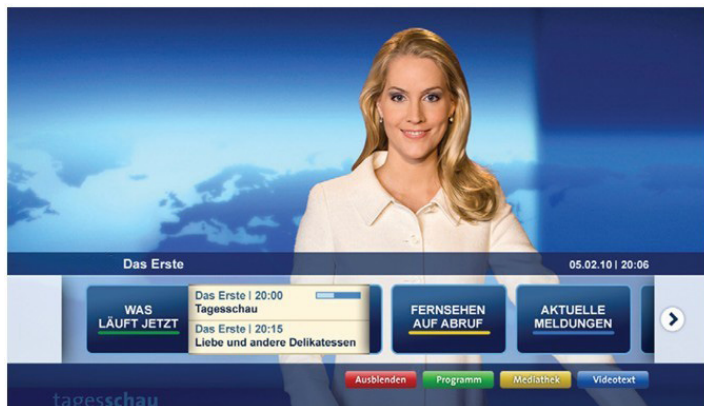 Das Erste
05.02.10 | 20:06
WAS
LÄUFT JETZT
Das Erste | 20:00
Tagesschau
Das Erste | 20:15
Liebe und andere Delikatessen
FERNSEHEN
AUF ABRUF
AKTUELLE
MELDUNGEN
Ausblenden
Programm
Mediathek
Videotext
tagesschau